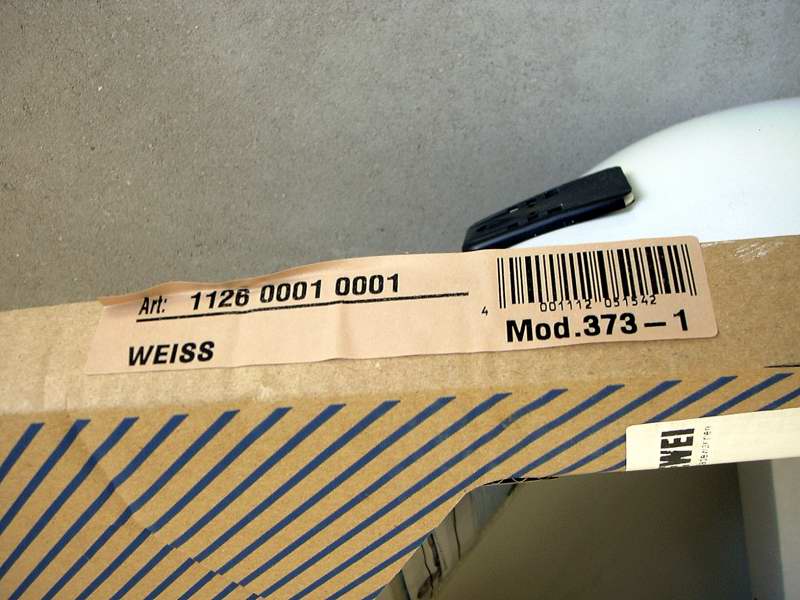 Art: 1126 0001 0001
WEISS
4 001112 051542
Mod.373-1
WEI